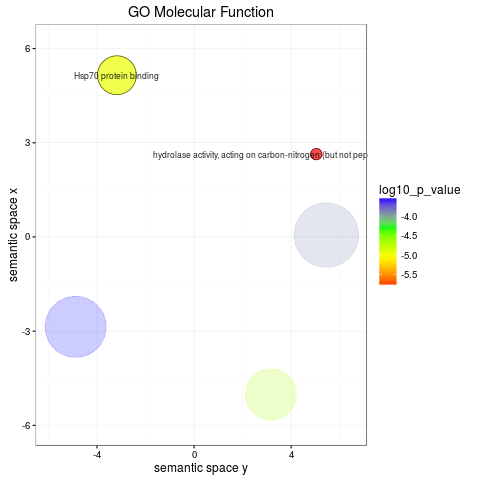 GO Molecular Function
6
3
0
-3
-6
semantic space x
Hsp70 protein binding
hydrolase activity, acting on carbon-nitrogen (but not pep
-4
0
4
semantic space y
log10_p_value
-4.0
-4.5
-5.0
-5.5